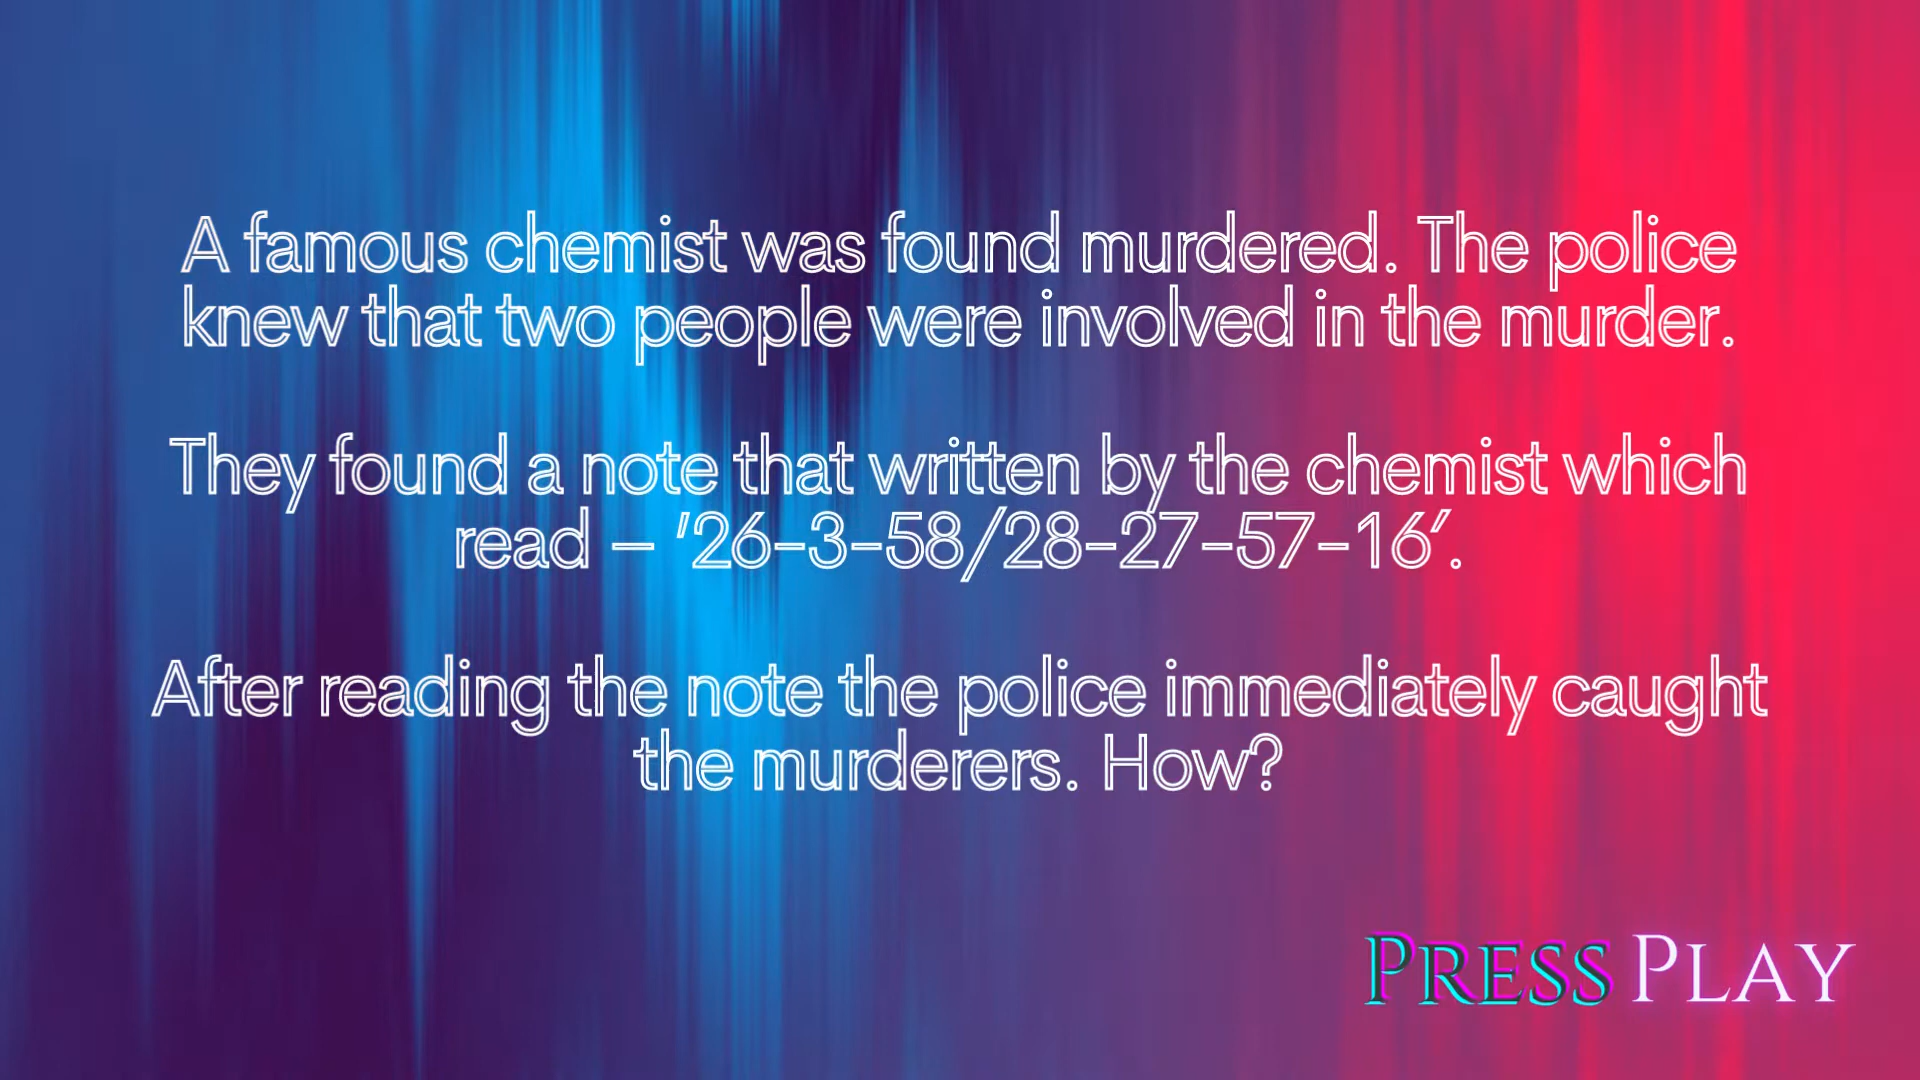 A famous chemist was found murdered. The police
knew that two people were involved in the murder.
They found a note that written by the chemist which
read – '26-3-58/28-27-57-16'.
After reading the note the police immediately caught
the murderers. How?
PRESS PLAY